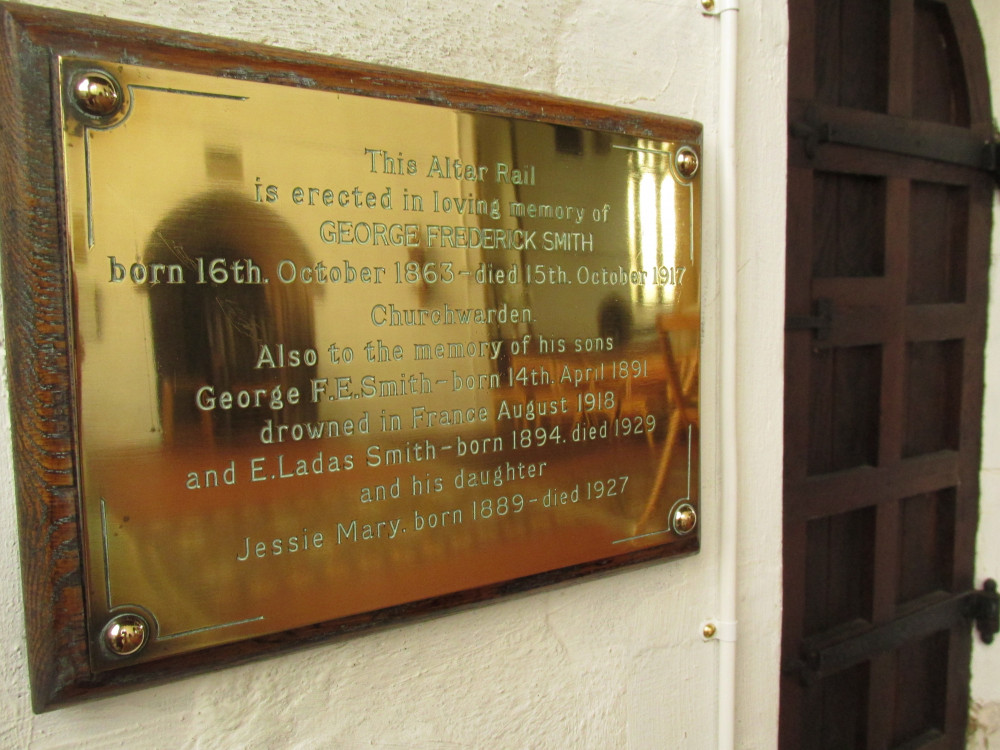 This Altar Rail
is erected in loving memory of
GEORGE FREDERICK SMITH
born 16th. October 1863-died 15th. October 1917
Churchwarden.
Also to the memory of his sons
George F.E.Smith-born 14th. April 1891
drowned in France August 1918
and E.Ladas Smith-born 1894. died 1929
and his daughter
Jessie Mary. born 1889-died 1927